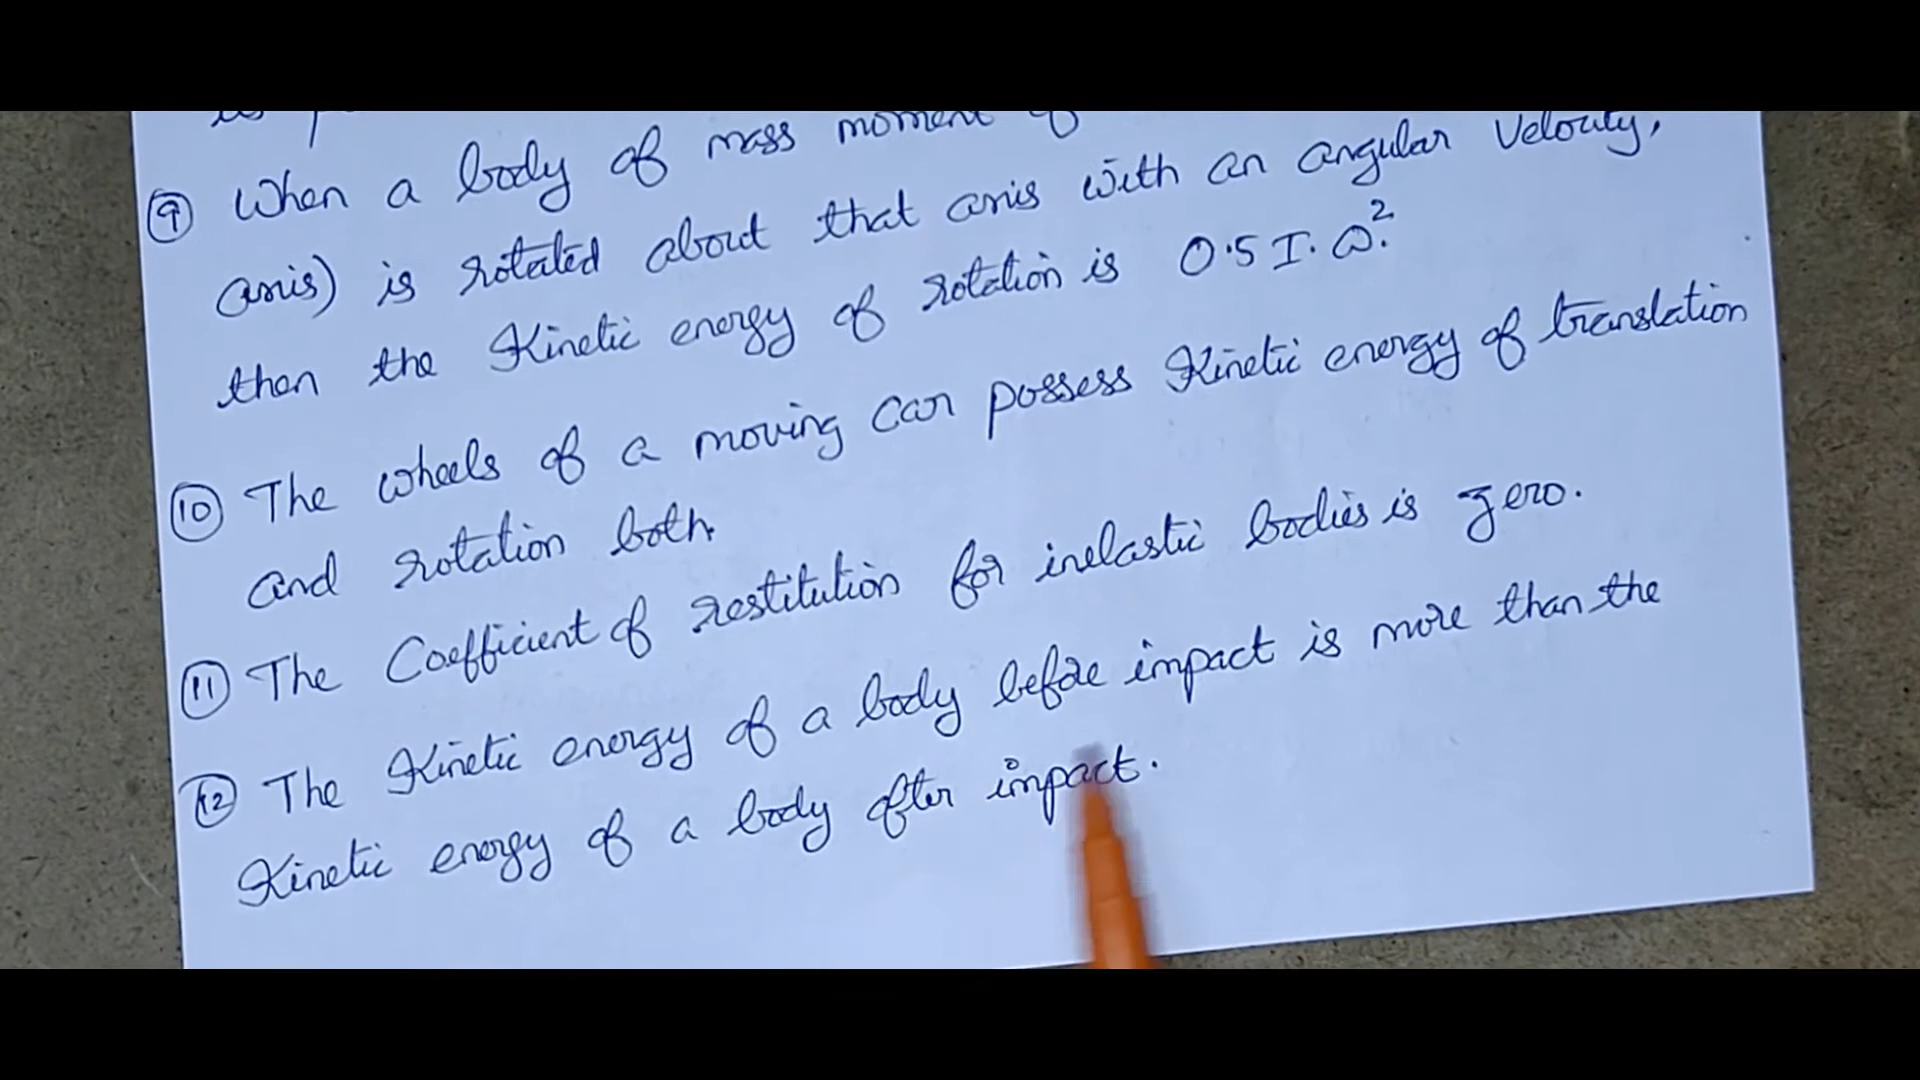 ⑨ When a body of mass moment of
axis) is rotated about that axis with an angular velocity,
then the Kinetic energy of rotation is 0.5 I. ω².
⑩ The wheels of a moving car possess Kinetic energy of translation
and rotation both.
⑪ The Coefficient of restitution for inelastic bodies is zero.
⑫ The Kinetic energy of a body before impact is more than the
Kinetic energy of a body after impact.